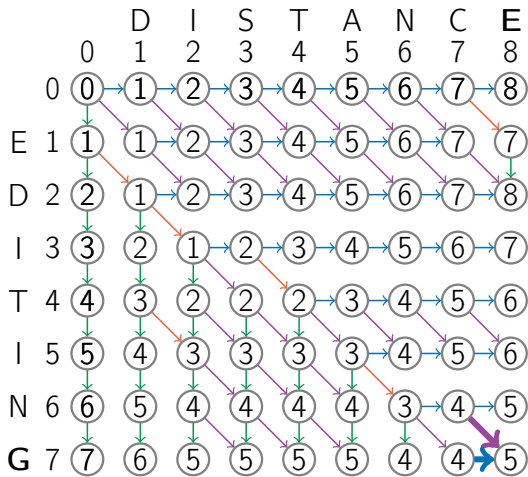 D I S T A N C E
0 1 2 3 4 5 6 7 8
0 0 1 2 3 4 5 6 7 8
E 1 1 1 2 3 4 5 6 7 7
D 2 2 1 2 3 4 5 6 7 8
I 3 3 2 1 2 3 4 5 6 7
T 4 4 3 2 2 2 3 4 5 6
I 5 5 4 3 3 3 3 4 5 6
N 6 6 5 4 4 4 4 3 4 5
G 7 7 6 5 5 5 5 4 4 5